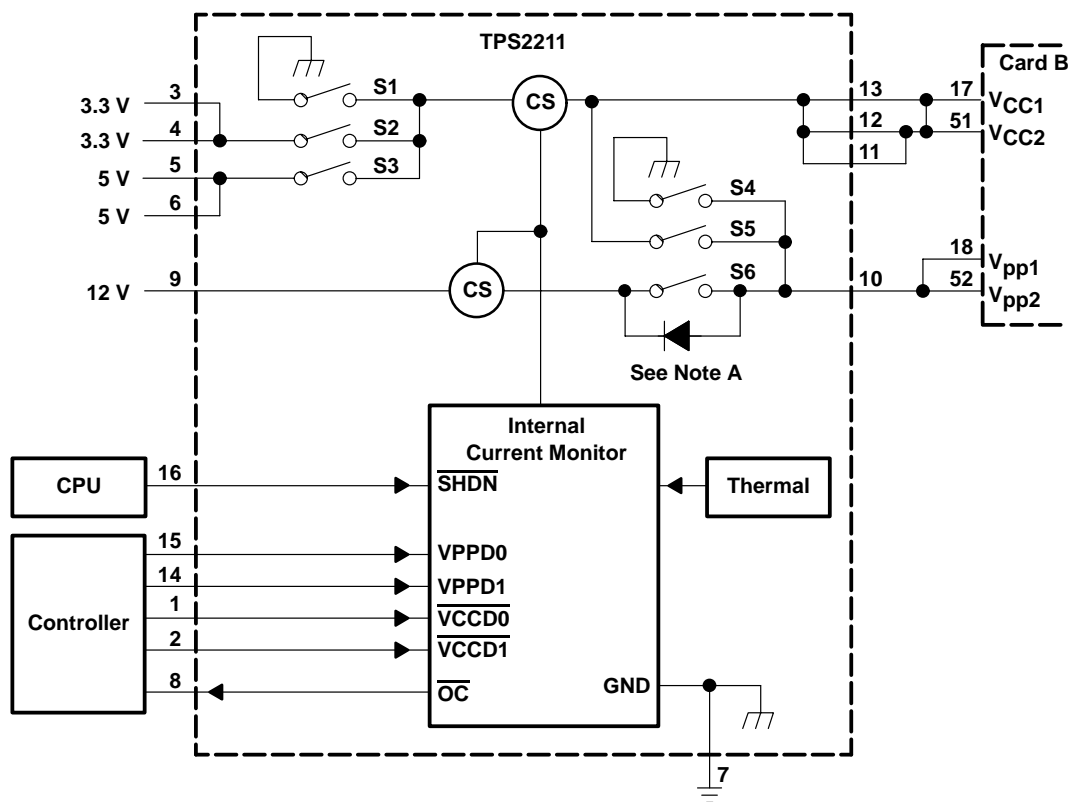 TPS2211
Card B
S1
CS
3
3.3 V
13
17
VCC1
S2
12
51
VCC2
4
3.3 V
11
5
S3
5 V
S4
6
5 V
S5
18
Vpp1
9
12 V
CS
S6
10
52
Vpp2
See Note A
Internal
Current Monitor
CPU
16
SHDN
Thermal
15
VPPD0
14
VPPD1
Controller
1
VCCD0
2
VCCD1
8
OC
GND
7